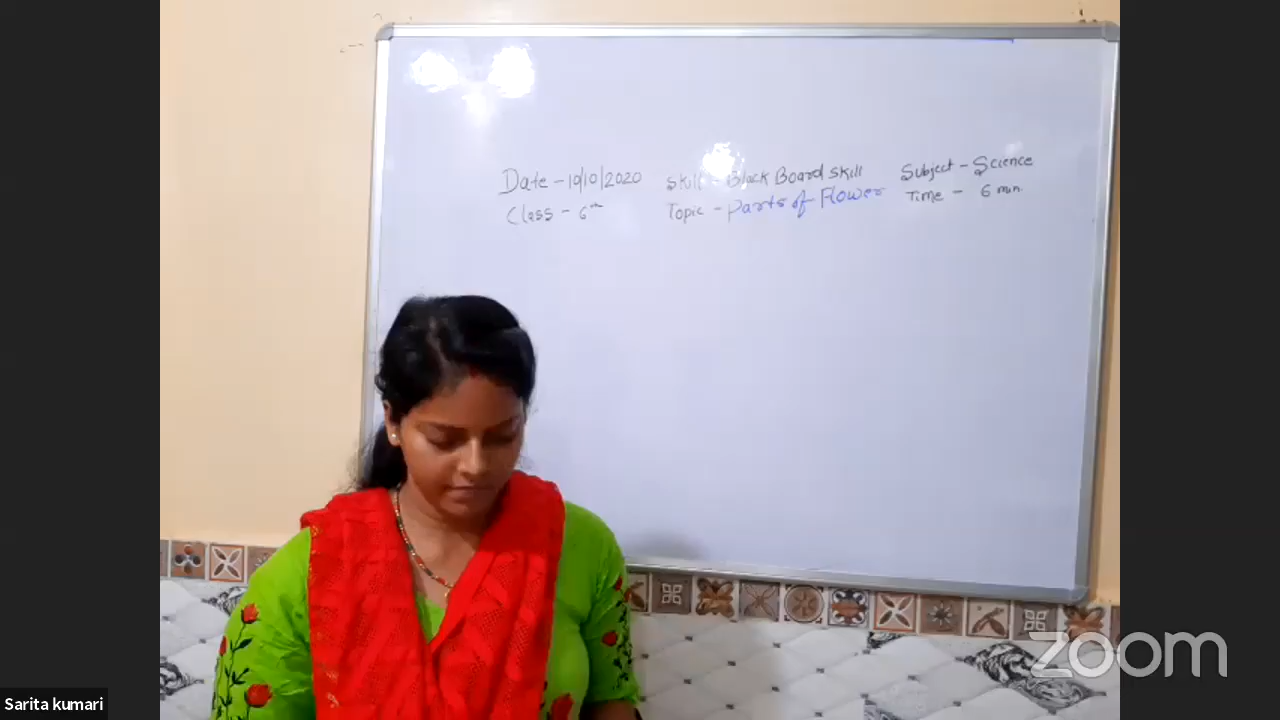 Date - 10/10/2020 Skill - Black Board Skill Subject - Science
Class - 6th Topic - Parts of Flower Time - 6 min.
zoom
Sarita kumari